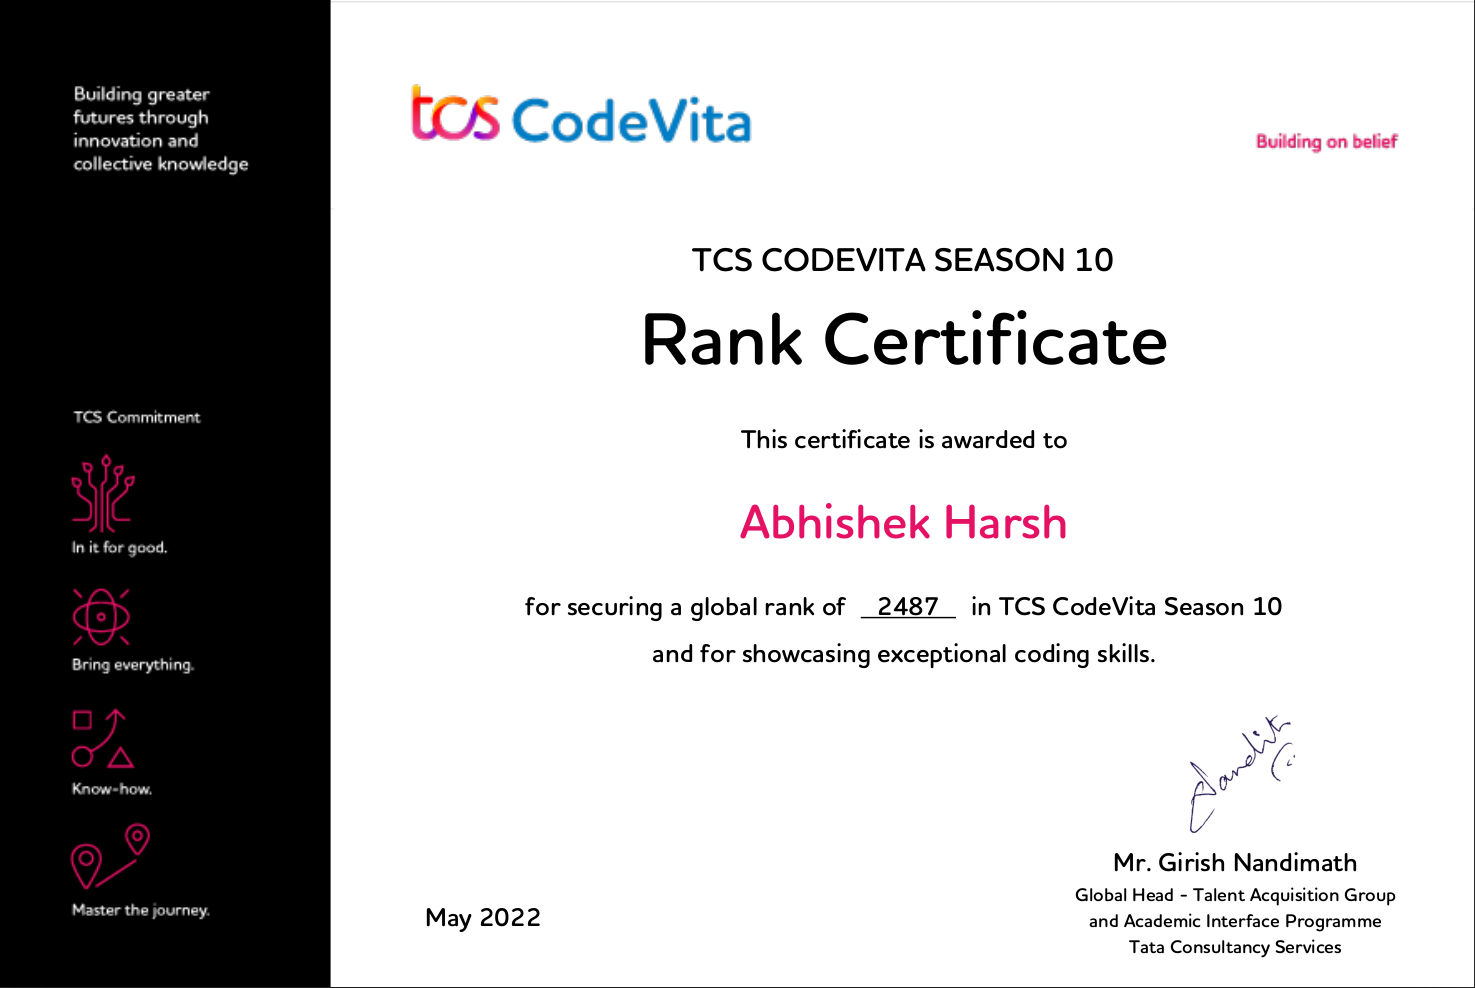 Building greater
futures through
innovation and
collective knowledge
TCS Commitment
In it for good.
Bring everything.
Know-how.
Master the journey.
tcs CodeVita
Building on belief
TCS CODEVITA SEASON 10
Rank Certificate
This certificate is awarded to
Abhishek Harsh
for securing a global rank of 2487 in TCS CodeVita Season 10
and for showcasing exceptional coding skills.
May 2022
Mr. Girish Nandimath
Global Head - Talent Acquisition Group
and Academic Interface Programme
Tata Consultancy Services